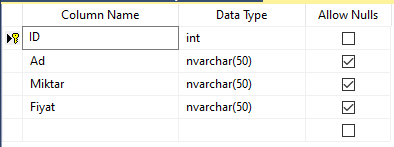 Column Name Data Type Allow Nulls
ID int
Ad nvarchar(50)
Miktar nvarchar(50)
Fiyat nvarchar(50)